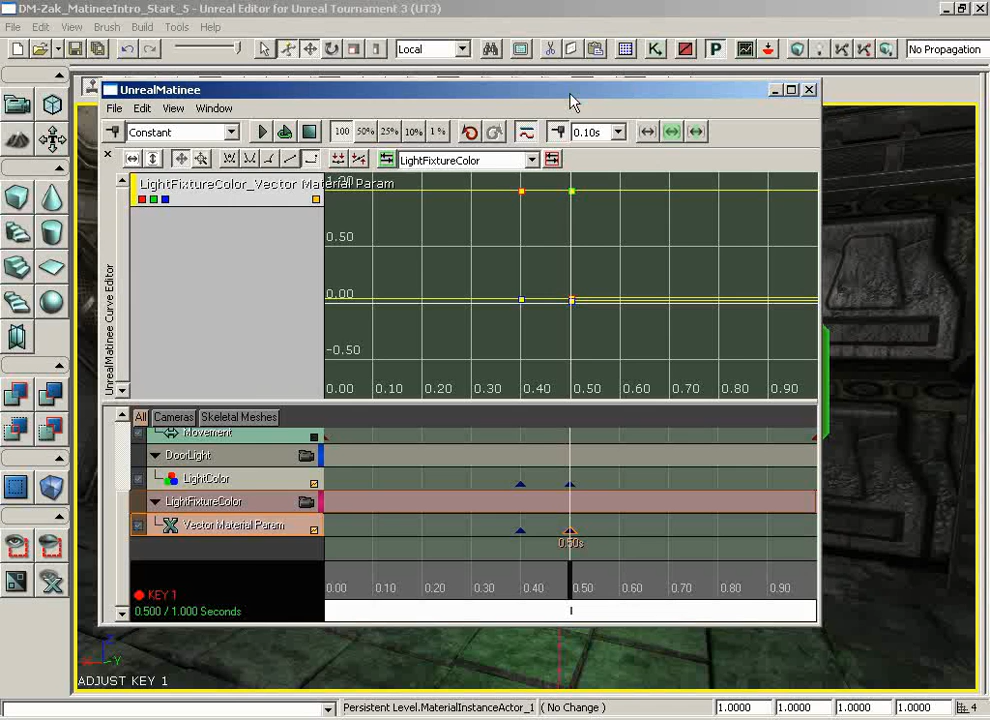 DM-Zak_MatineeIntro_Start_5 - Unreal Editor for Unreal Tournament 3 (UT3)
File Edit View Brush Build Tools Help
Local
P
No Propagation
UnrealMatinee
File Edit View Window
Constant
100 50% 25% 10% 1 %
0.10s
LightFixtureColor
LightFixtureColor_Vector Material Param
1.20
0.50
0.00
-0.50
0.00 0.10 0.20 0.30 0.40 0.50 0.60 0.70 0.80 0.90
UnrealMatinee Curve Editor
All Cameras Skeletal Meshes
Movement
DoorLight
LightColor
LightFixtureColor
Vector Material Param
0.50s
0.00 0.10 0.20 0.30 0.40 0.50 0.60 0.70 0.80 0.90
KEY 1
0.500 / 1.000 Seconds
Z
X
Y
ADJUST KEY 1
Persistent Level.MaterialInstanceActor_1 ( No Change ) 1.0000 1.0000 1.0000 1.0000 4